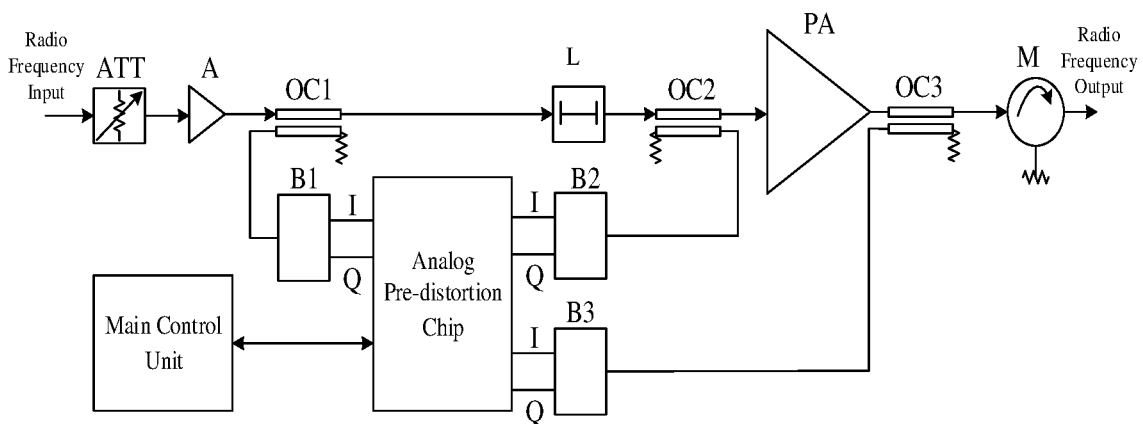 Radio
Frequency
Input
ATT
A
OC1
L
OC2
PA
OC3
M
Radio
Frequency
Output
B1
I
Q
Analog
Pre-distortion
Chip
I
Q
B2
Main Control
Unit
I
Q
B3